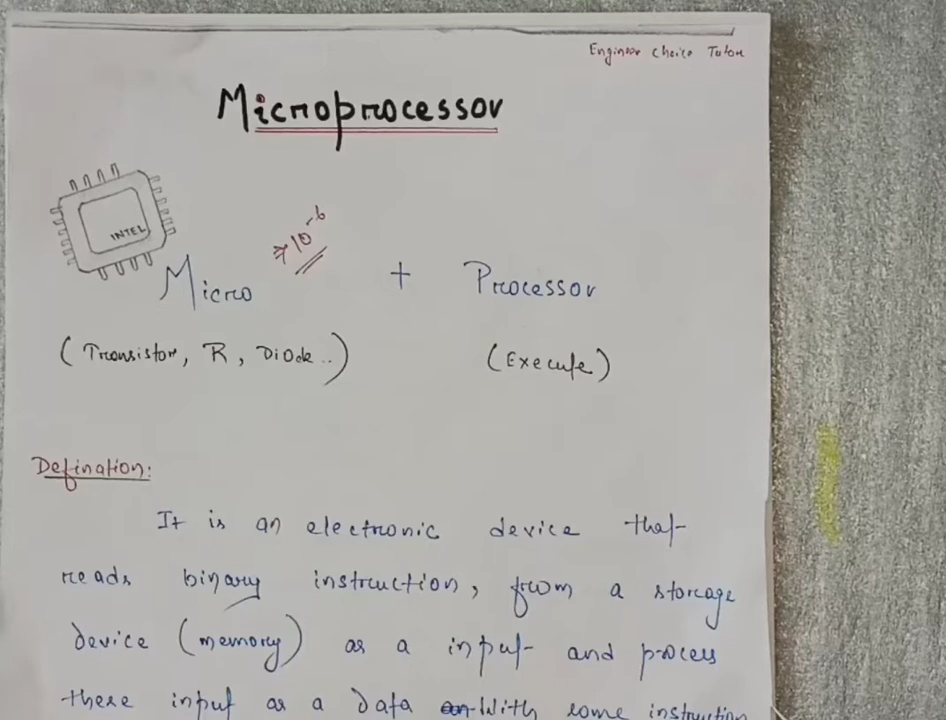 Engineer Choice Tutor
Microprocessor
INTEL
→ 10⁻⁶
Micro + Processor
(Transistor, R, Diode..) (Execute)
Defination:
It is an electronic device that
reads binary instruction, from a storage
device (memory) as a input and process
these input as a data with some instruction